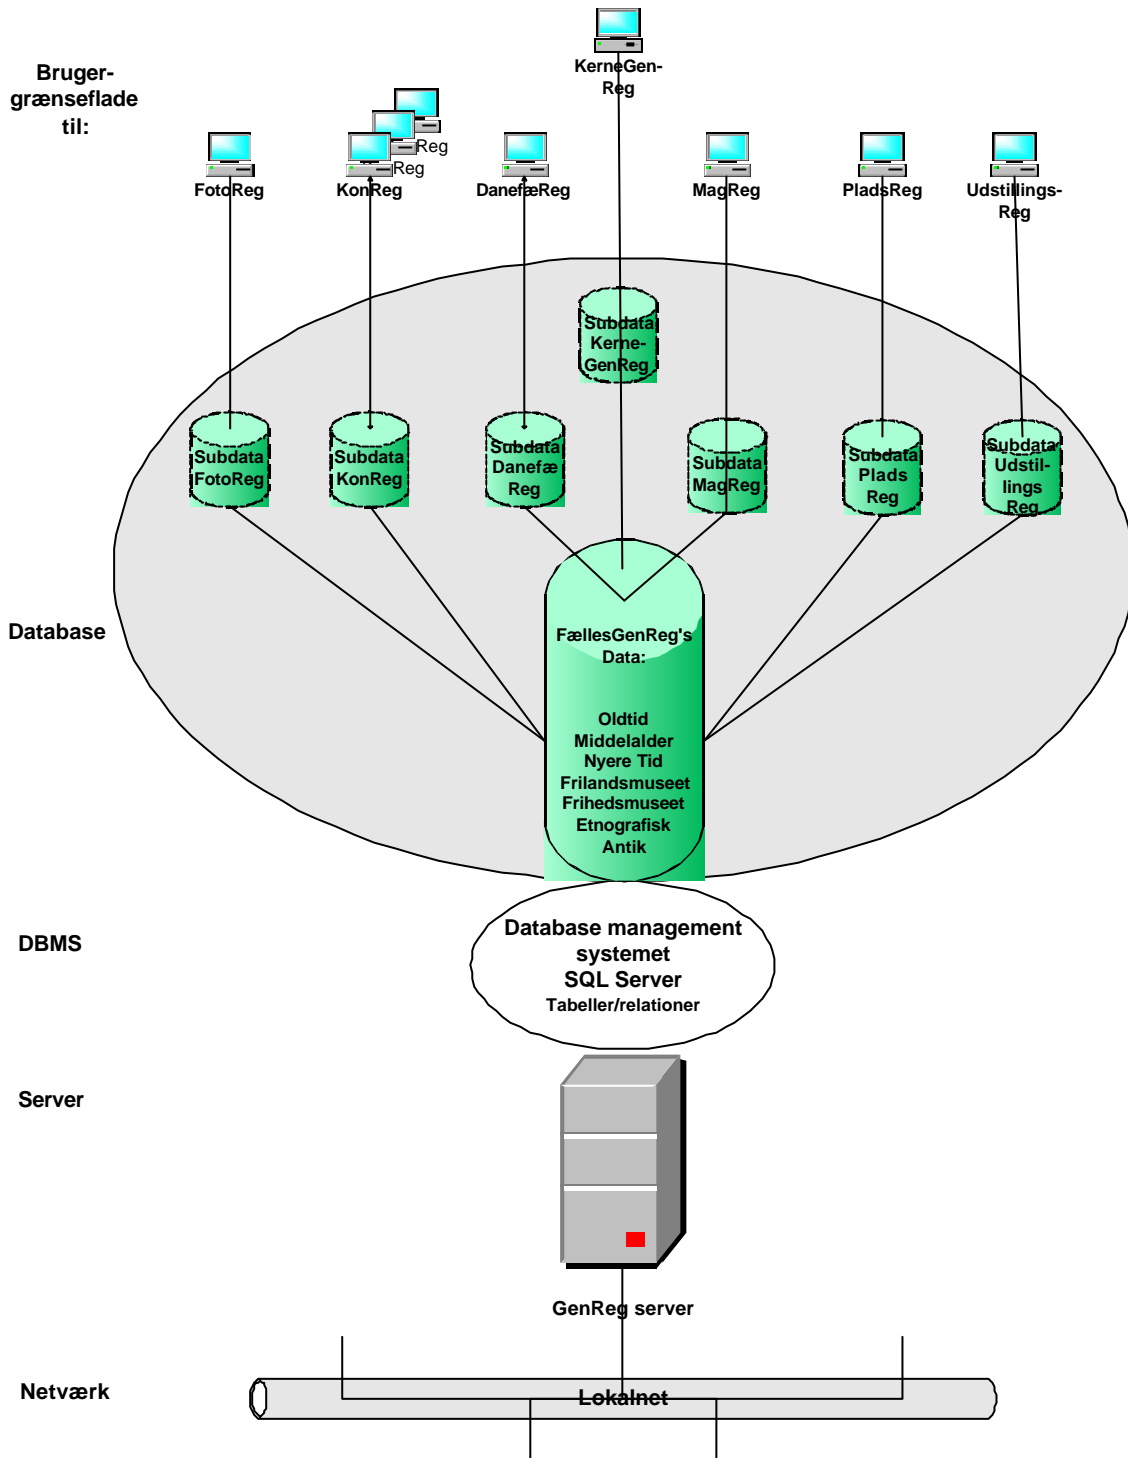 KerneGen-
Reg
Bruger-
grænseflade
til:
Reg
Reg
FotoReg
KonReg
DanefæReg
MagReg
PladsReg
Udstillings-
Reg
Subdata
Kerne-
GenReg
Subdata
FotoReg
Subdata
KonReg
Subdata
Danefæ
Reg
Subdata
MagReg
Subdata
Plads
Reg
Subdata
Udstil-
lings
Reg
Database
FællesGenReg's
Data:
Oldtid
Middelalder
Nyere Tid
Frilandsmuseet
Frihedsmuseet
Etnografisk
Antik
DBMS
Database management
systemet
SQL Server
Tabeller/relationer
Server
GenReg server
Netværk
Lokalnet